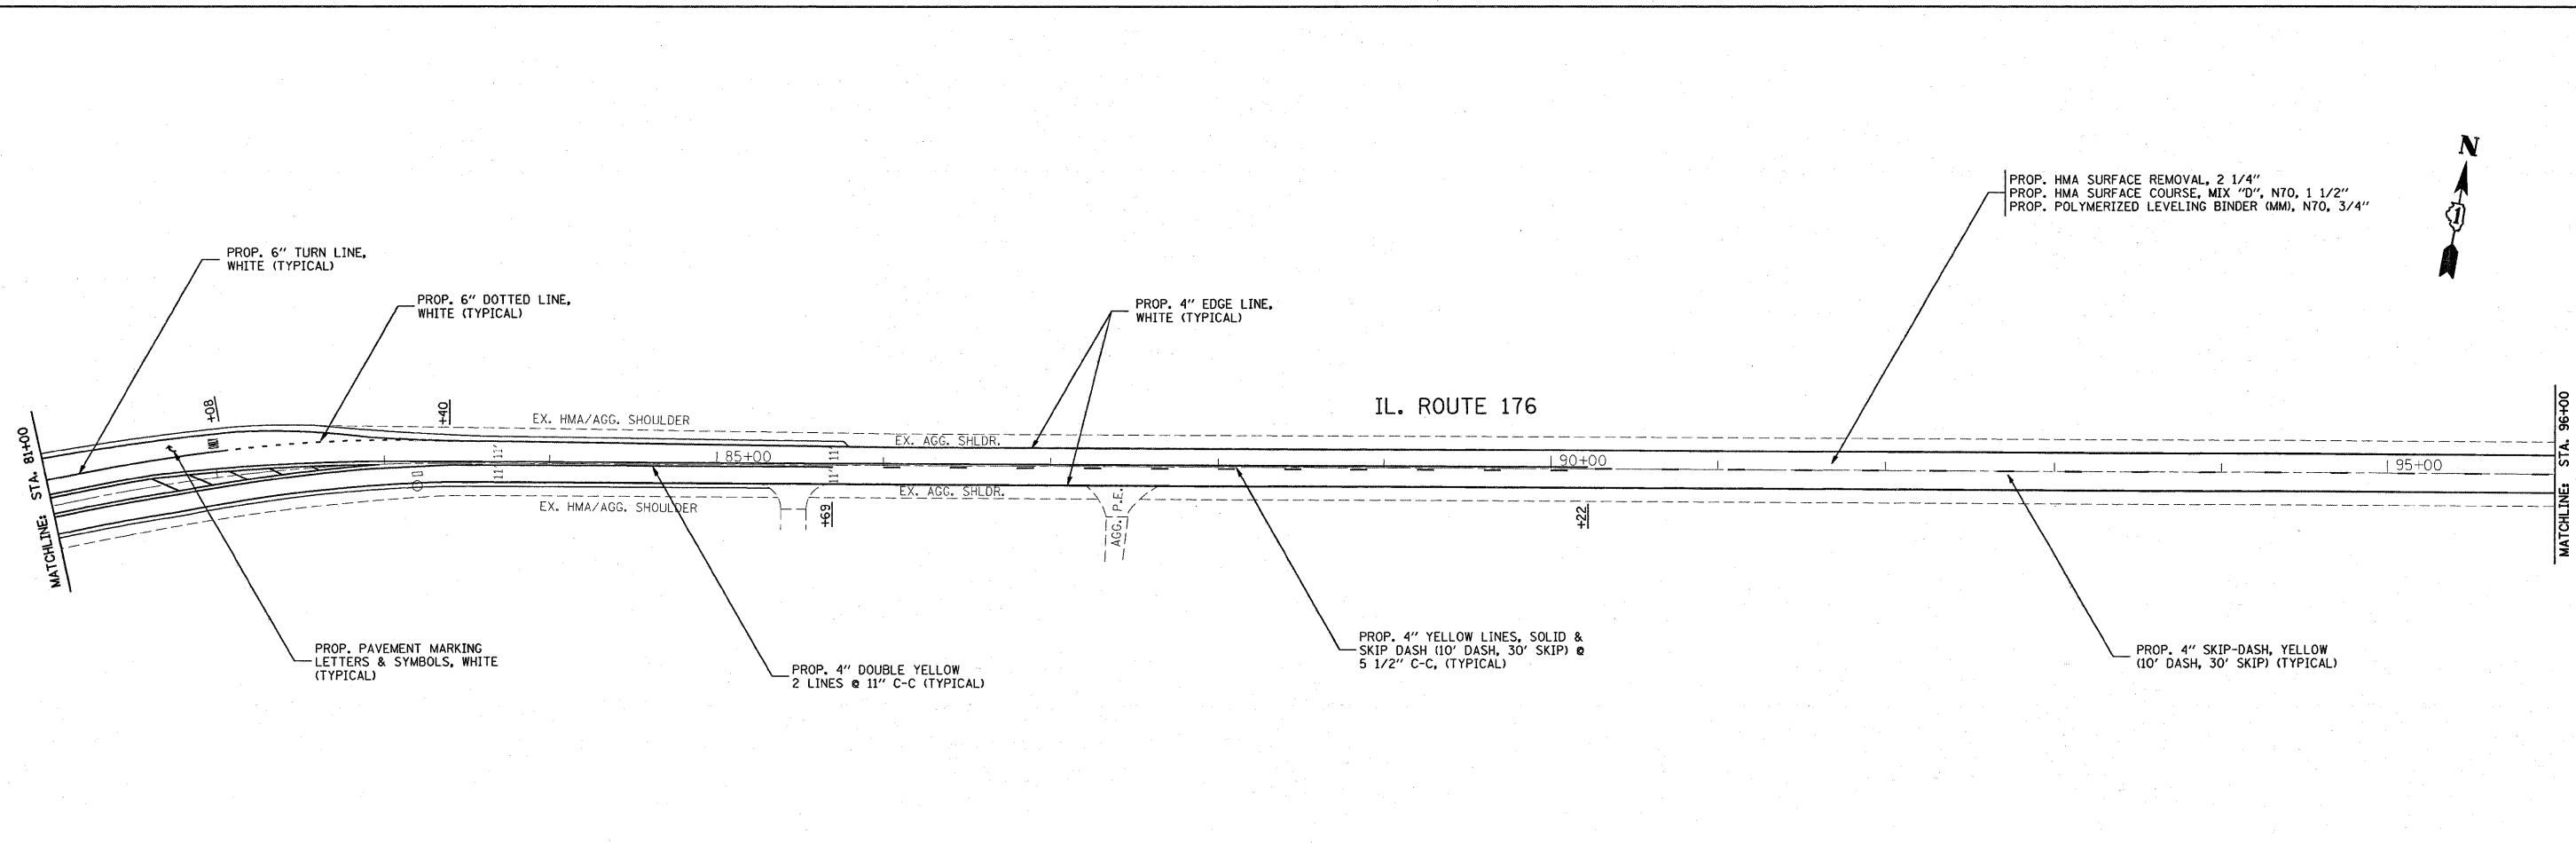 N
1
PROP. HMA SURFACE REMOVAL, 2 1/4"
PROP. HMA SURFACE COURSE, MIX "D", N70, 1 1/2"
PROP. POLYMERIZED LEVELING BINDER (MM), N70, 3/4"
PROP. 6" TURN LINE,
WHITE (TYPICAL)
PROP. 6" DOTTED LINE,
WHITE (TYPICAL)
PROP. 4" EDGE LINE,
WHITE (TYPICAL)
IL. ROUTE 176
MATCHLINE: STA. 81+00
+08
+40
EX. HMA/AGG. SHOULDER
EX. AGG. SHLDR.
11' 11'
85+00
11' 11'
90+00
95+00
EX. HMA/AGG. SHOULDER
EX. AGG. SHLDR.
+69
AGG. P.E.
+22
MATCHLINE: STA. 96+00
PROP. PAVEMENT MARKING
LETTERS & SYMBOLS, WHITE
(TYPICAL)
PROP. 4" DOUBLE YELLOW
2 LINES @ 11" C-C (TYPICAL)
PROP. 4" YELLOW LINES, SOLID &
SKIP DASH (10' DASH, 30' SKIP) @
5 1/2" C-C, (TYPICAL)
PROP. 4" SKIP-DASH, YELLOW
(10' DASH, 30' SKIP) (TYPICAL)